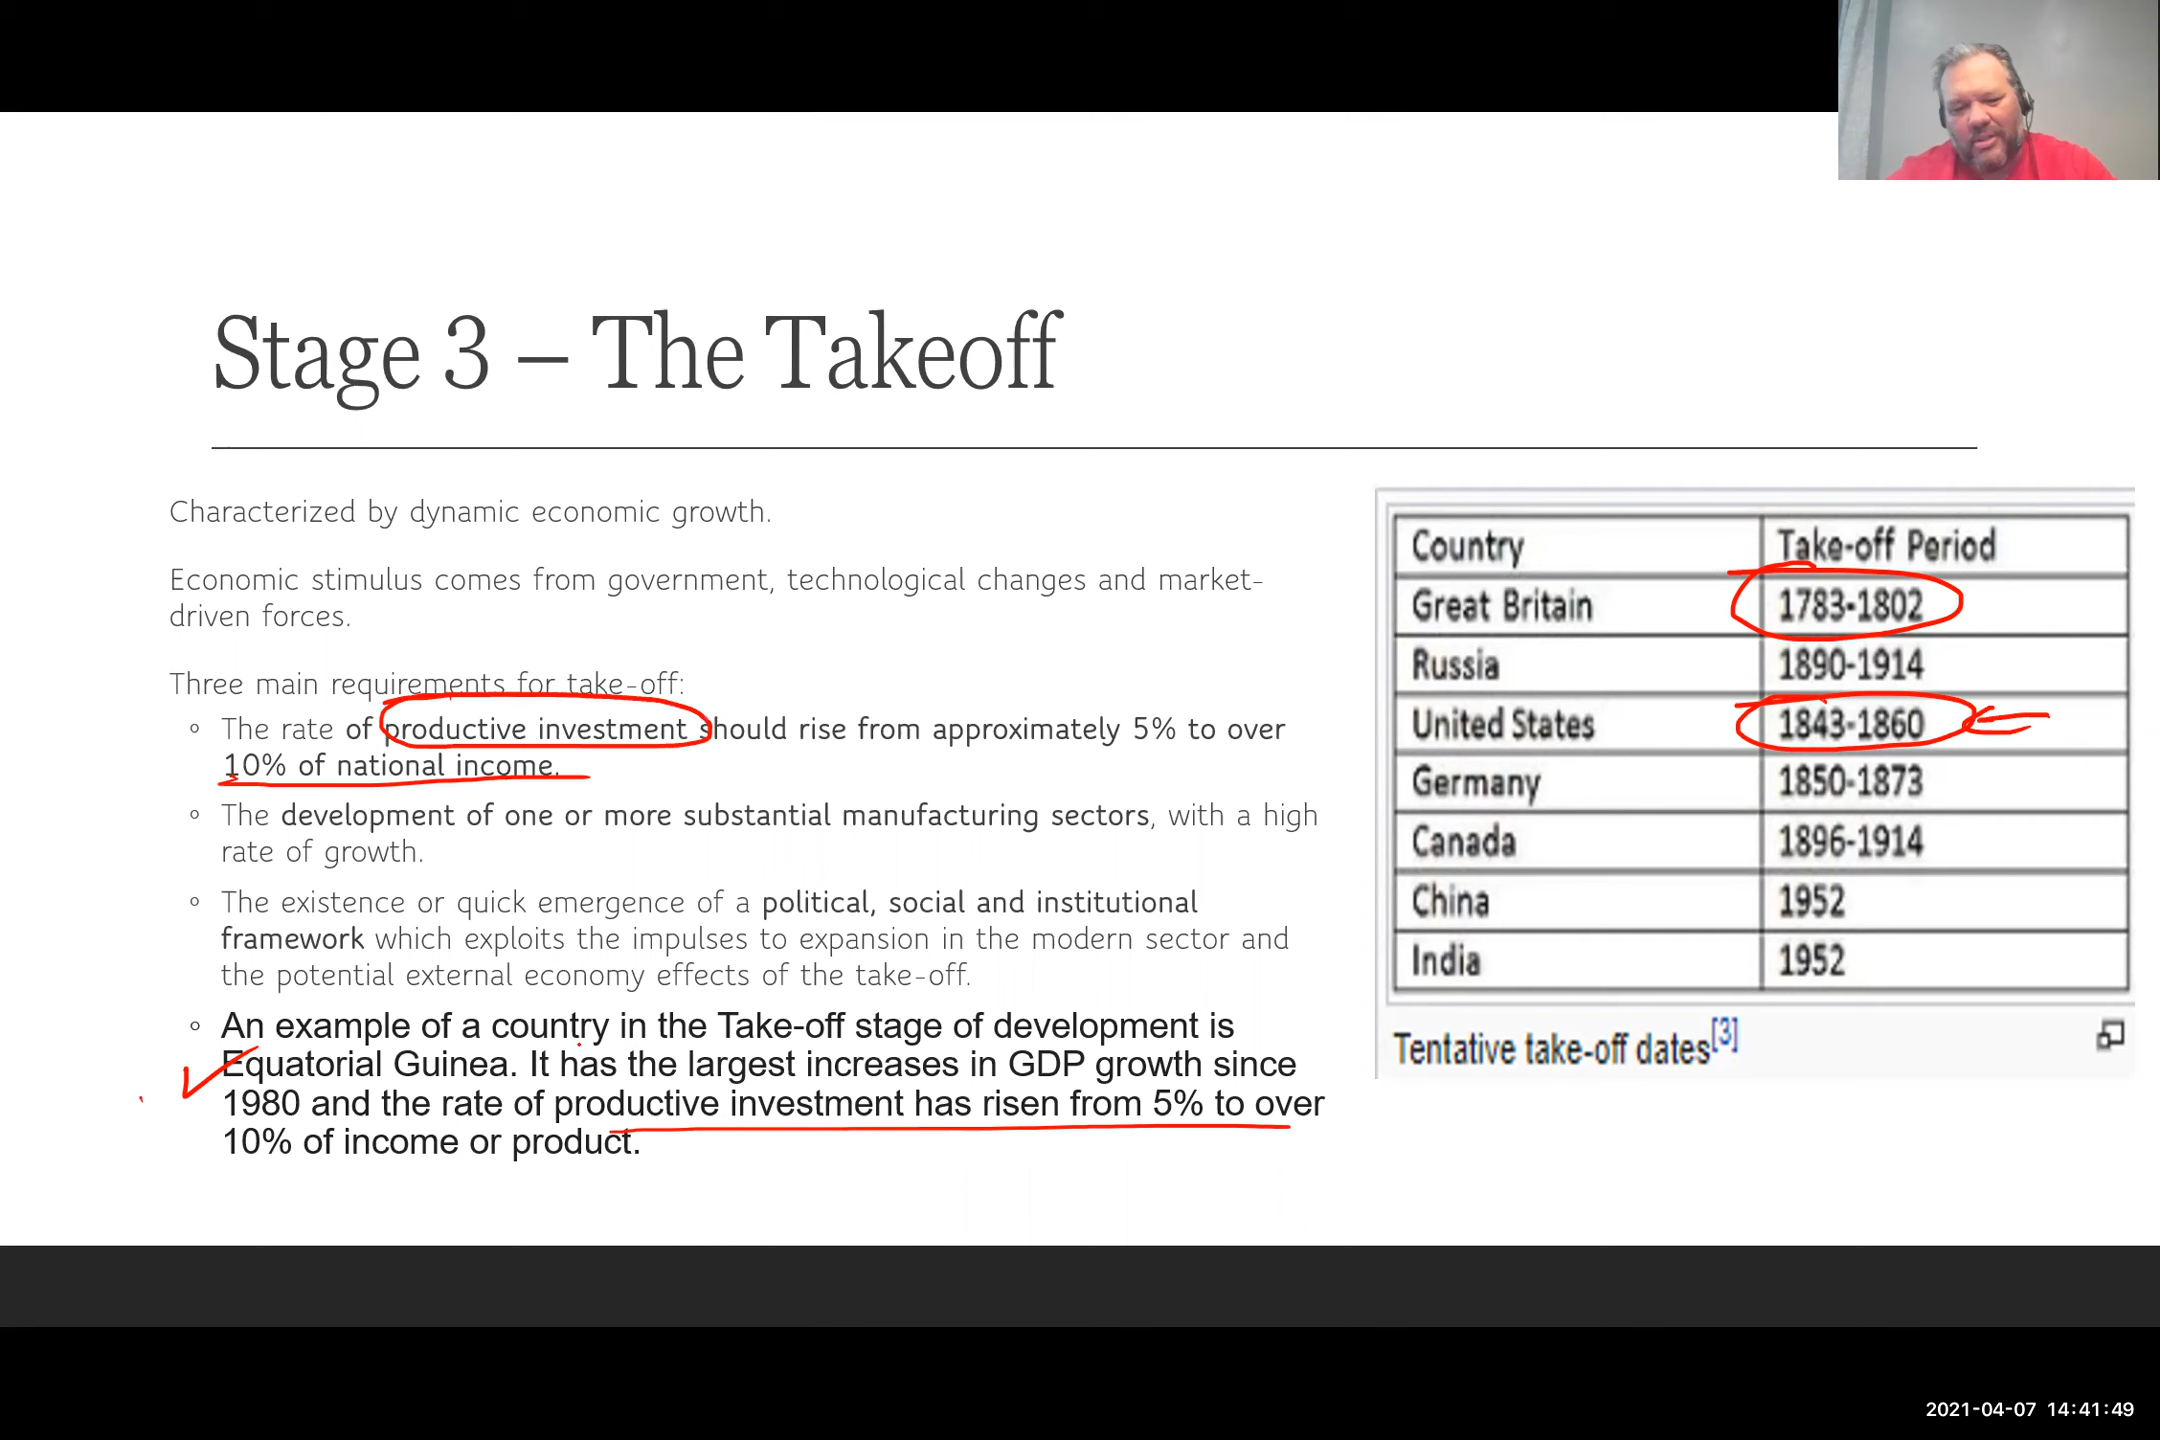 Stage 3 – The Takeoff
Characterized by dynamic economic growth.
Economic stimulus comes from government, technological changes and market-
driven forces.
Three main requirements for take-off:
The rate of productive investment should rise from approximately 5% to over
10% of national income.
The development of one or more substantial manufacturing sectors, with a high
rate of growth.
The existence or quick emergence of a political, social and institutional
framework which exploits the impulses to expansion in the modern sector and
the potential external economy effects of the take-off.
An example of a country in the Take-off stage of development is
Equatorial Guinea. It has the largest increases in GDP growth since
1980 and the rate of productive investment has risen from 5% to over
10% of income or product.
Country Take-off Period
Great Britain 1783-1802
Russia 1890-1914
United States 1843-1860
Germany 1850-1873
Canada 1896-1914
China 1952
India 1952
Tentative take-off dates[3]
2021-04-07 14:41:49